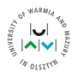 UNIVERSITY OF WARMIA AND MAZURY
IN OLSZTYN